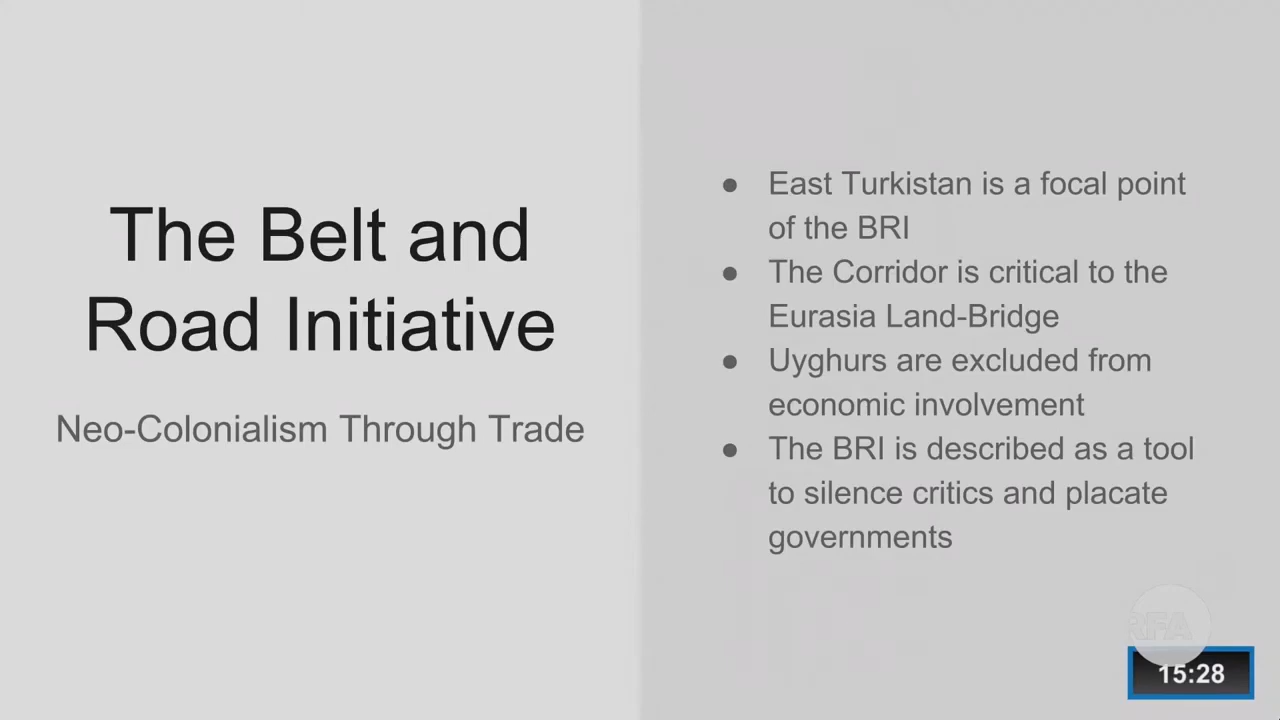 The Belt and
Road Initiative
Neo-Colonialism Through Trade
● East Turkistan is a focal point
of the BRI
● The Corridor is critical to the
Eurasia Land-Bridge
● Uyghurs are excluded from
economic involvement
● The BRI is described as a tool
to silence critics and placate
governments
RFA
15:28